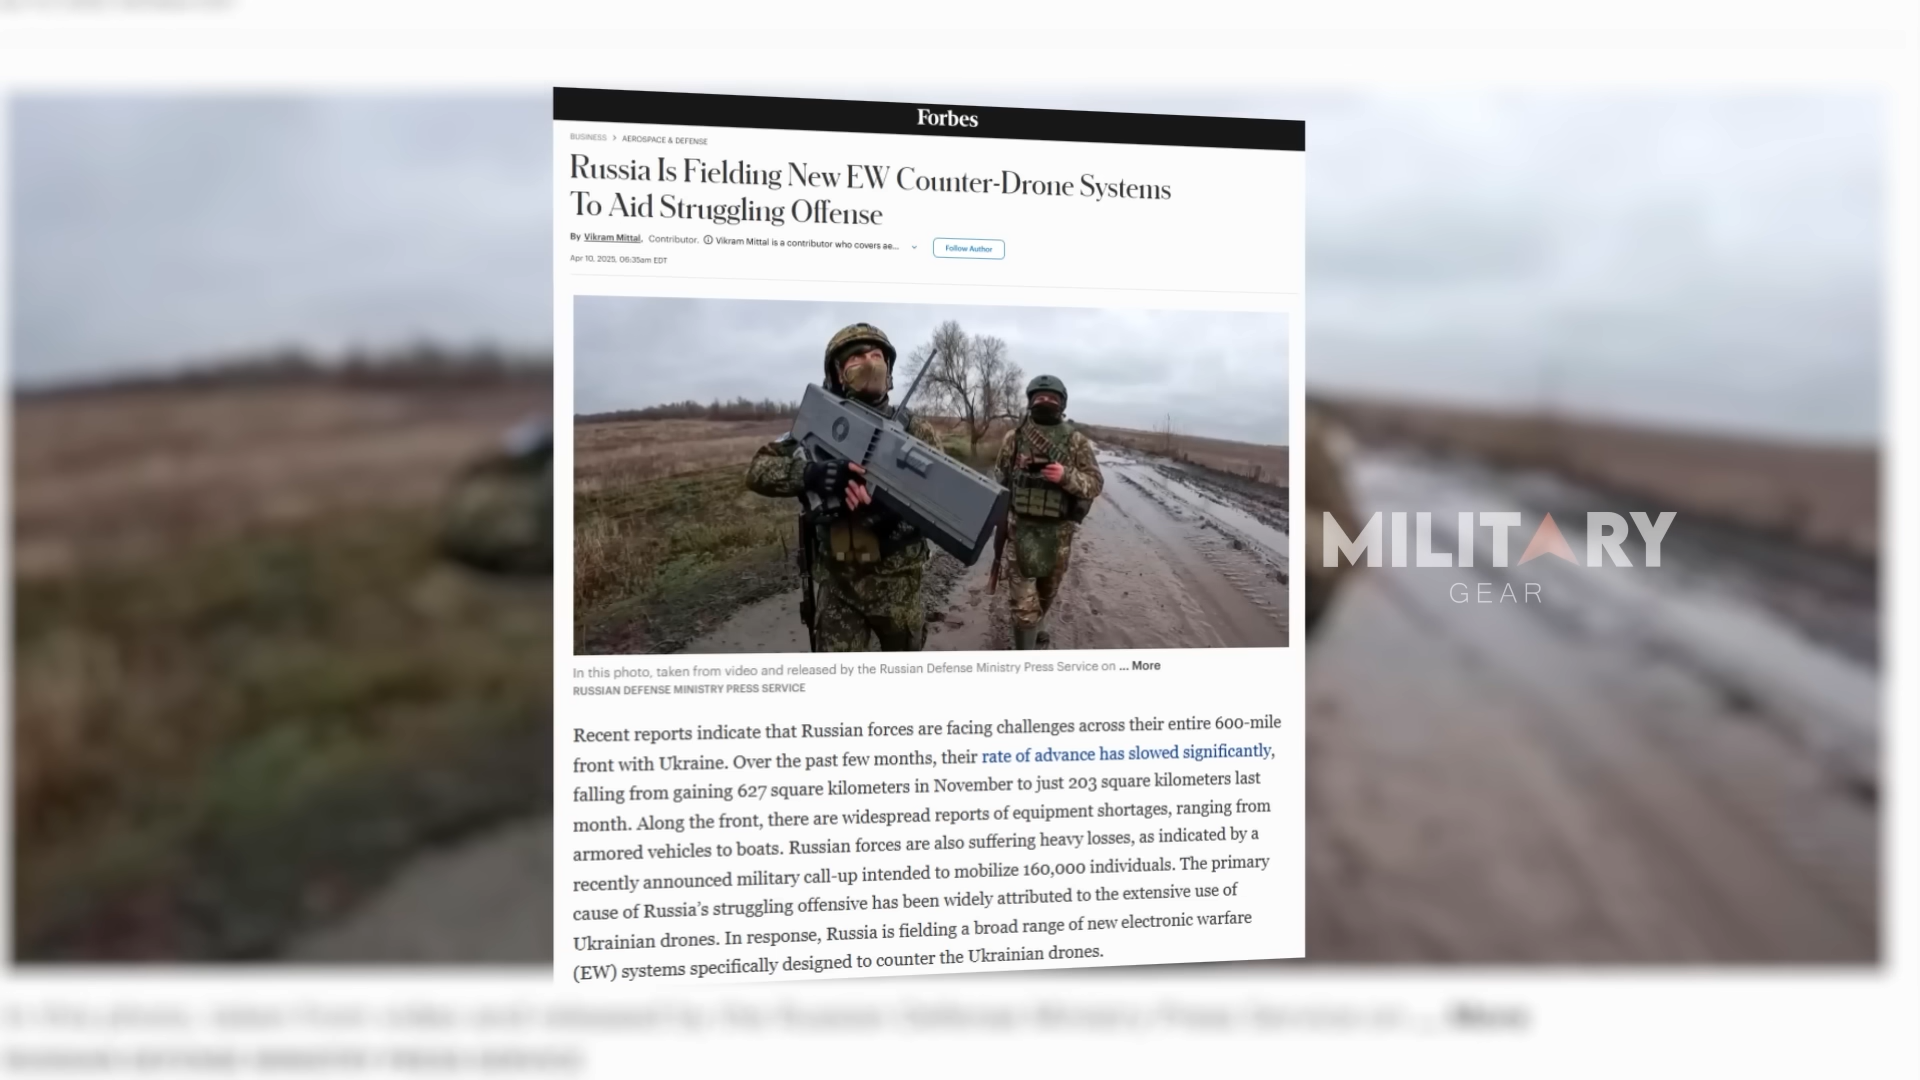 Forbes
BUSINESS > AEROSPACE & DEFENSE
Russia Is Fielding New EW Counter-Drone Systems
To Aid Struggling Offense
By Vikram Mittal, Contributor. Vikram Mittal is a contributor who covers ae...
Follow Author
Apr 10, 2025, 06:35am EDT
MILITARY
GEAR
In this photo, taken from video and released by the Russian Defense Ministry Press Service on ... More
RUSSIAN DEFENSE MINISTRY PRESS SERVICE
Recent reports indicate that Russian forces are facing challenges across their entire 600-mile
front with Ukraine. Over the past few months, their rate of advance has slowed significantly,
falling from gaining 627 square kilometers in November to just 203 square kilometers last
month. Along the front, there are widespread reports of equipment shortages, ranging from
armored vehicles to boats. Russian forces are also suffering heavy losses, as indicated by a
recently announced military call-up intended to mobilize 160,000 individuals. The primary
cause of Russia's struggling offensive has been widely attributed to the extensive use of
Ukrainian drones. In response, Russia is fielding a broad range of new electronic warfare
(EW) systems specifically designed to counter the Ukrainian drones.